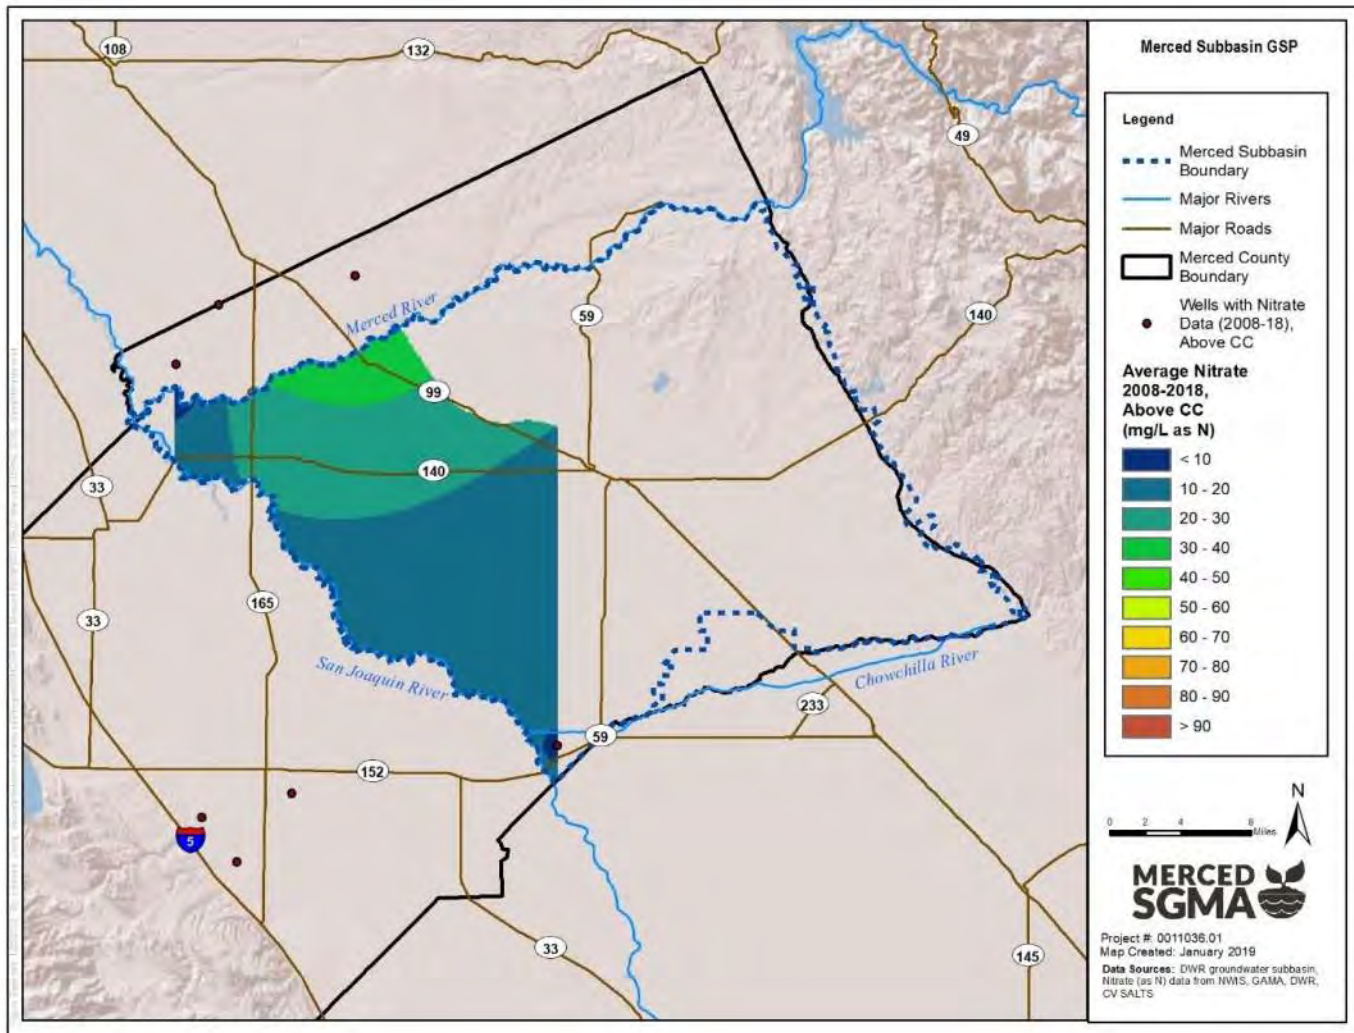 Merced Subbasin GSP
Legend
Merced Subbasin
Boundary
Major Rivers
Major Roads
Merced County
Boundary
Wells with Nitrate
Data (2008-18),
Above CC
Average Nitrate
2008-2018,
Above CC
(mg/L as N)
< 10
10 - 20
20 - 30
30 - 40
40 - 50
50 - 60
60 - 70
70 - 80
80 - 90
> 90
N
0 2 4 8
Miles
MERCED
SGMA
Project #: 0011036.01
Map Created: January 2019
Data Sources: DWR groundwater subbasin,
Nitrate (as N) data from NWIS, GAMA, DWR,
CV SALTS
108
132
49
Merced River
59
140
99
140
33
33
165
San Joaquin River
Chowchilla River
233
59
152
5
33
145